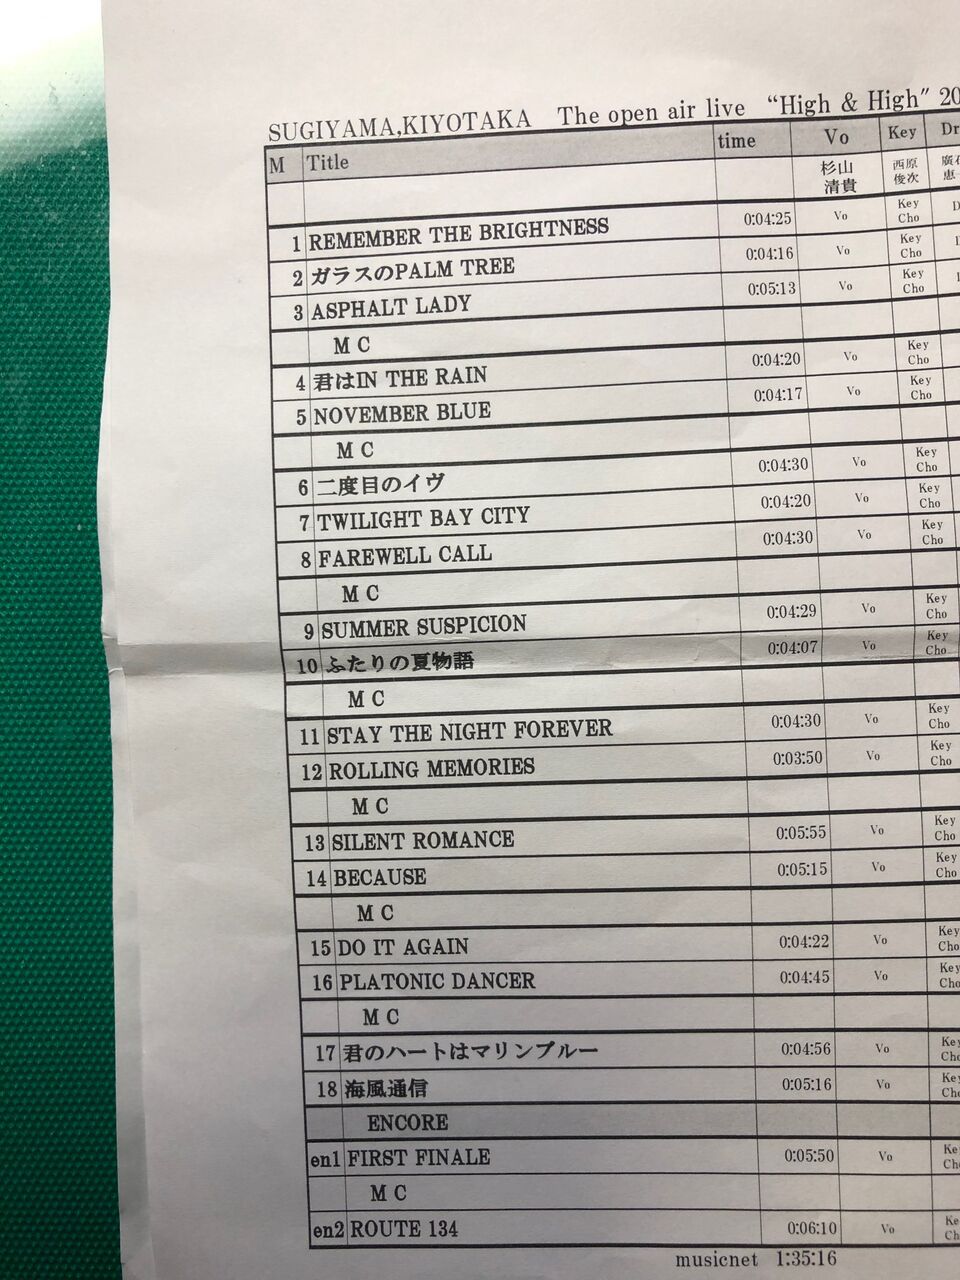 SUGIYAMA,KIYOTAKA The open air live “High & High” 20
M Title time Vo Key Dr
杉山 清貴 西原 俊次
1 REMEMBER THE BRIGHTNESS 0:04:25 Vo Key Cho
2 ガラスのPALM TREE 0:04:16 Vo Key Cho
3 ASPHALT LADY 0:05:13 Vo Key Cho
M C
4 君はIN THE RAIN 0:04:20 Vo Key Cho
5 NOVEMBER BLUE 0:04:17 Vo Key Cho
M C
6 二度目のイヴ 0:04:30 Vo Key Cho
7 TWILIGHT BAY CITY 0:04:20 Vo Key Cho
8 FAREWELL CALL 0:04:30 Vo Key Cho
M C
9 SUMMER SUSPICION 0:04:29 Vo Key Cho
10 ふたりの夏物語 0:04:07 Vo Key Cho
M C
11 STAY THE NIGHT FOREVER 0:04:30 Vo Key Cho
12 ROLLING MEMORIES 0:03:50 Vo Key Cho
M C
13 SILENT ROMANCE 0:05:55 Vo Key Cho
14 BECAUSE 0:05:15 Vo Key Cho
M C
15 DO IT AGAIN 0:04:22 Vo Key Cho
16 PLATONIC DANCER 0:04:45 Vo Key Cho
M C
17 君のハートはマリンブルー 0:04:56 Vo Key Cho
18 海風通信 0:05:16 Vo Key Cho
ENCORE
en1 FIRST FINALE 0:05:50 Vo Key Cho
M C
en2 ROUTE 134 0:06:10 Vo
musicnet 1:35:16